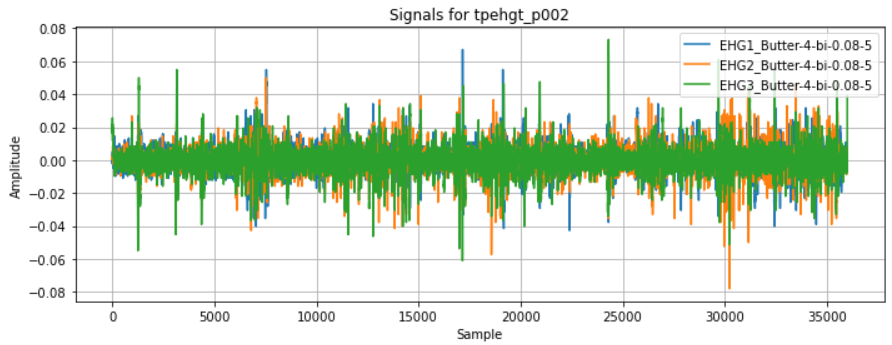 Signals for tpehgt_p002
EHG1_Butter-4-bi-0.08-5
EHG2_Butter-4-bi-0.08-5
EHG3_Butter-4-bi-0.08-5
Amplitude
0.08
0.06
0.04
0.02
0.00
−0.02
−0.04
−0.06
−0.08
0 5000 10000 15000 20000 25000 30000 35000
Sample